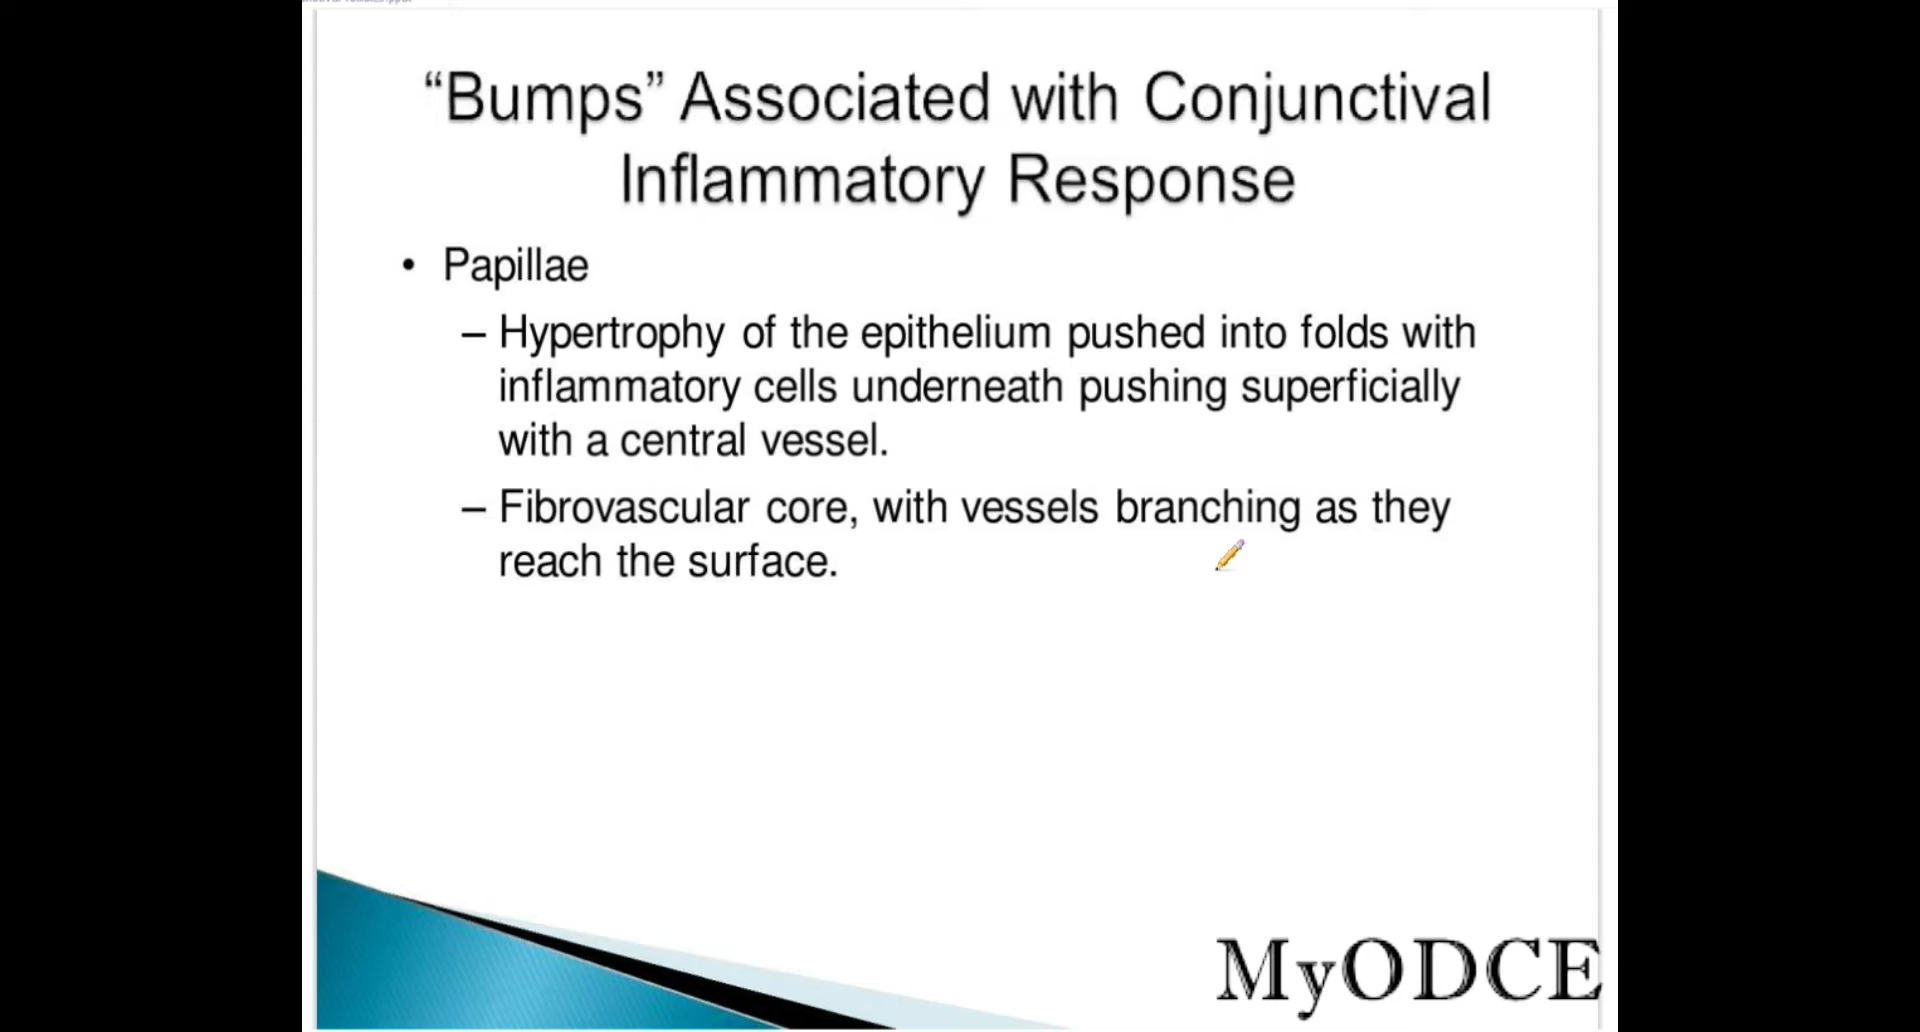 “Bumps” Associated with Conjunctival
Inflammatory Response
• Papillae
– Hypertrophy of the epithelium pushed into folds with
inflammatory cells underneath pushing superficially
with a central vessel.
– Fibrovascular core, with vessels branching as they
reach the surface.
MyODCE